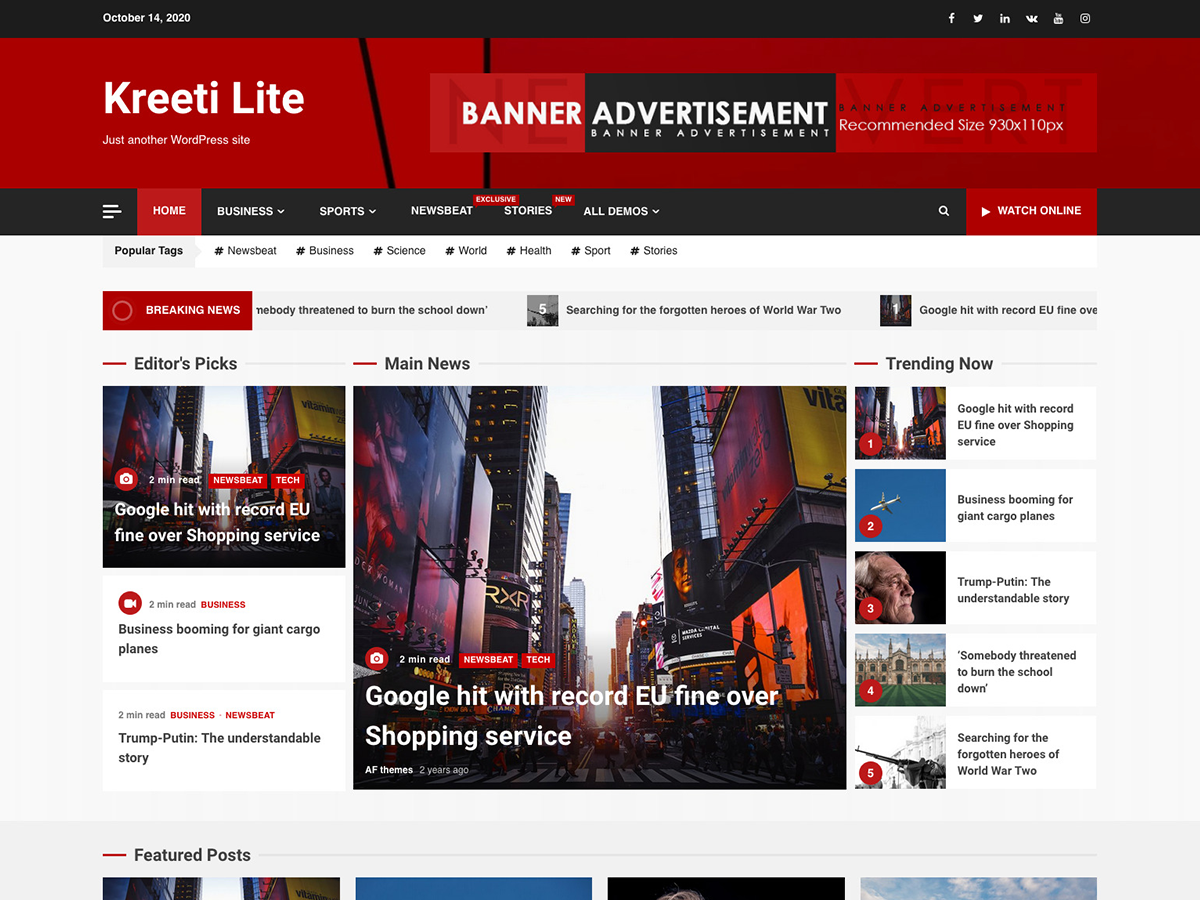 October 14, 2020
Kreeti Lite
Just another WordPress site
BANNER ADVERTISEMENT
BANNER ADVERTISEMENT
BANNER ADVERTISEMENT
Recommended Size 930x110px
HOME
BUSINESS
SPORTS
NEWSBEAT
EXCLUSIVE
STORIES
NEW
ALL DEMOS
WATCH ONLINE
Popular Tags
# Newsbeat
# Business
# Science
# World
# Health
# Sport
# Stories
BREAKING NEWS
mebody threatened to burn the school down’
5
Searching for the forgotten heroes of World War Two
1
Google hit with record EU fine ove
Editor's Picks
vitamin
2 min read NEWSBEAT TECH
Google hit with record EU
fine over Shopping service
2 min read BUSINESS
Business booming for giant cargo
planes
2 min read BUSINESS · NEWSBEAT
Trump-Putin: The understandable
story
Main News
vita
RXR
MAZDA CAPITAL
SERVICES
2 min read NEWSBEAT TECH
Google hit with record EU fine over
Shopping service
AF themes 2 years ago
Trending Now
1
Google hit with record
EU fine over Shopping
service
2
Business booming for
giant cargo planes
3
Trump-Putin: The
understandable story
4
‘Somebody threatened
to burn the school
down’
5
Searching for the
forgotten heroes of
World War Two
Featured Posts